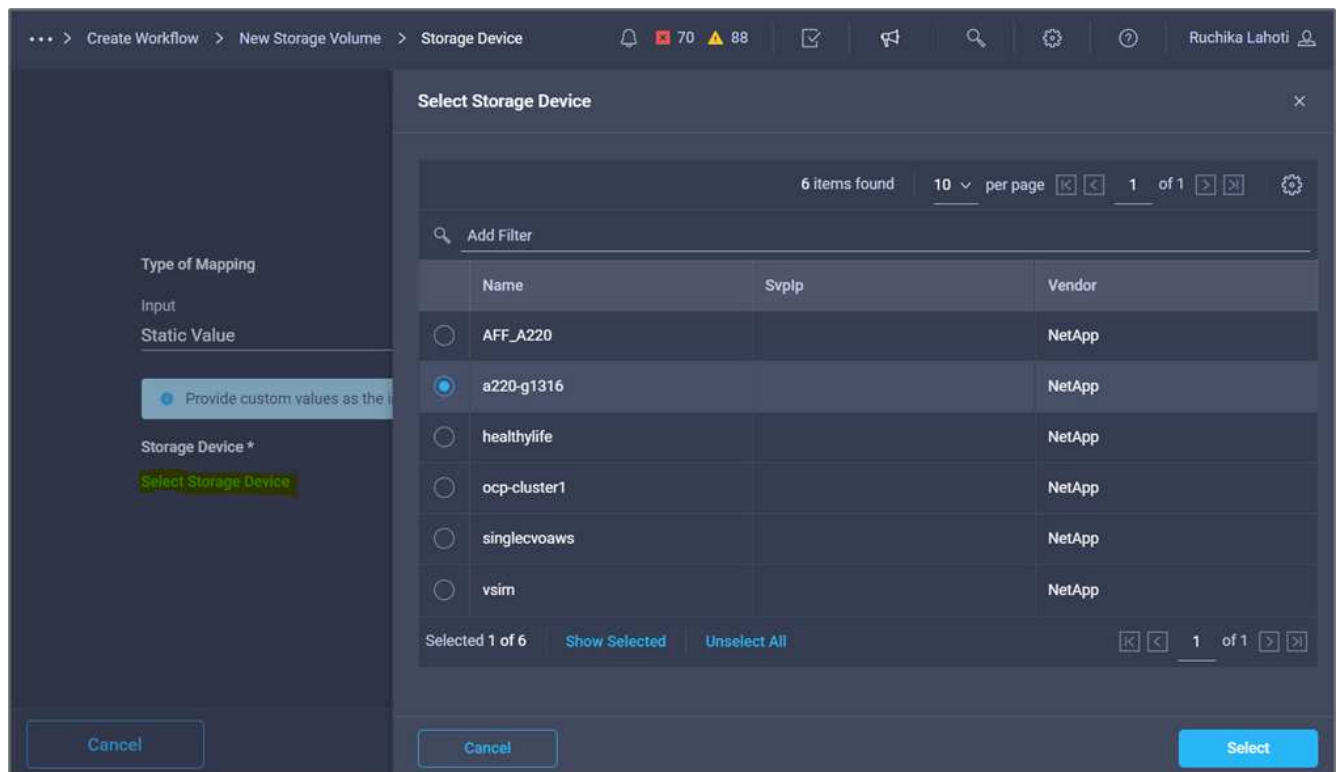 ••• > Create Workflow > New Storage Volume > Storage Device 70 88 Ruchika Lahoti
Select Storage Device
6 items found 10 per page 1 of 1
Add Filter
Type of Mapping
Input
Static Value
Provide custom values as the i
Storage Device *
Select Storage Device
Name SvpIp Vendor
AFF_A220 NetApp
a220-g1316 NetApp
healthylife NetApp
ocp-cluster1 NetApp
singlecvoaws NetApp
vsim NetApp
Selected 1 of 6 Show Selected Unselect All 1 of 1
Cancel
Cancel Select